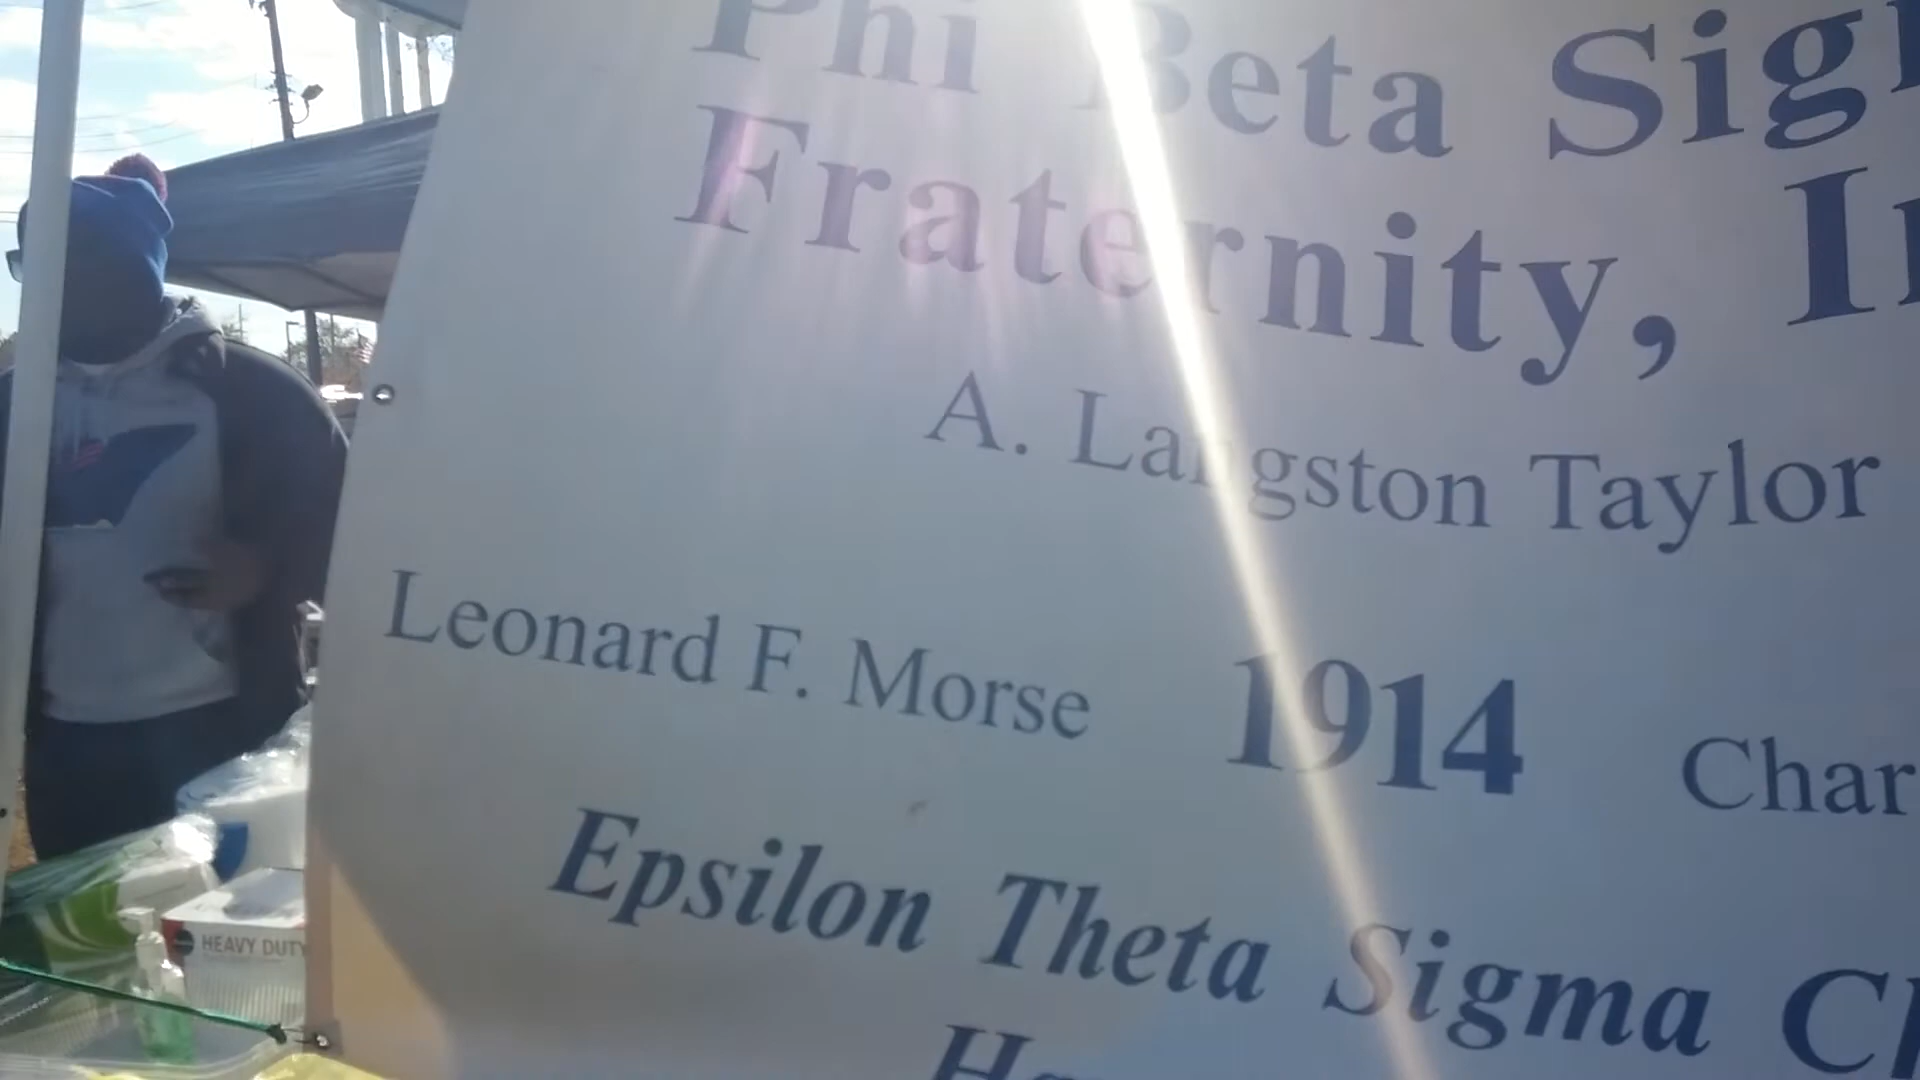 Phi Beta Sig
Fraternity, I
A. Langston Taylor
Leonard F. Morse 1914 Char
Epsilon Theta Sigma C
HEAVY DUTY